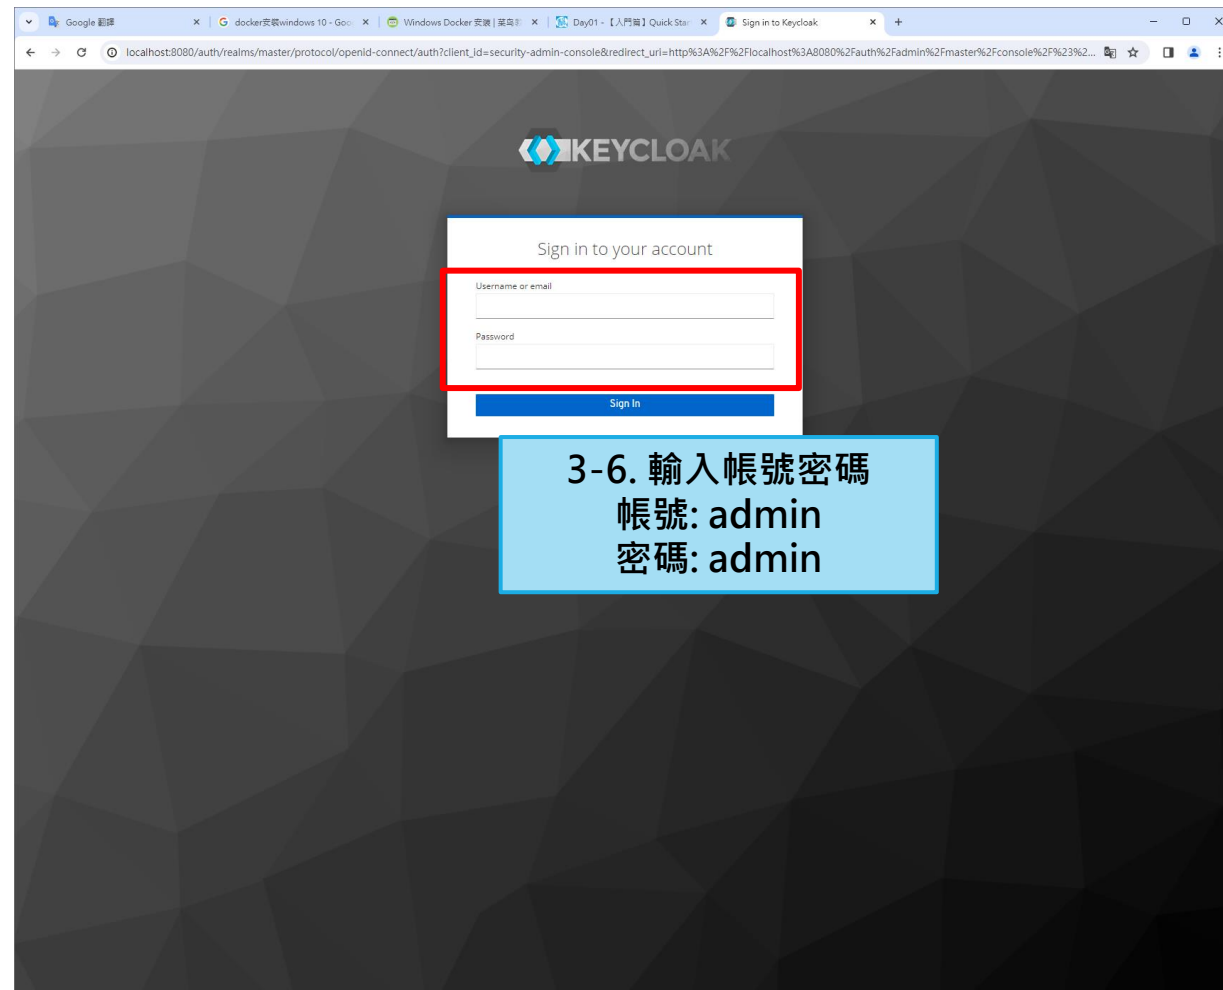 Google 翻譯
docker安裝windows 10 - Goo
Windows Docker 安装 | 菜鸟
Day01 -【入門篇】Quick Star
Sign in to Keycloak
localhost:8080/auth/realms/master/protocol/openid-connect/auth?client_id=security-admin-console&redirect_uri=http%3A%2F%2Flocalhost%3A8080%2Fauth%2Fadmin%2Fmaster%2Fconsole%2F%23%2...
KEYCLOAK
Sign in to your account
Username or email
Password
Sign In
3-6. 輸入帳號密碼
帳號: admin
密碼: admin